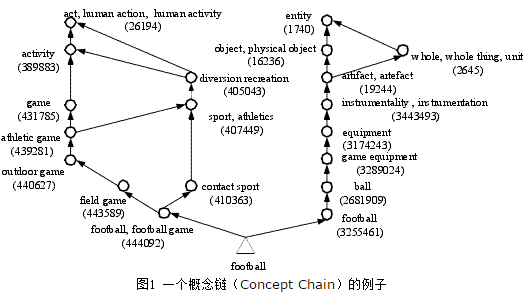 act, human action, human activity
(26194)
entity
(1740)
activity
(389883)
object, physical object
(16236)
whole, whole thing, unit
(2645)
diversion recreation
(405043)
artifact, artefact
(19244)
game
(431785)
sport, athletics
(407449)
instrumentality, instrumentation
(3443493)
athletic game
(439281)
equipment
(3174243)
outdoor game
(440627)
game equipment
(3289024)
field game
(443589)
contact sport
(410363)
ball
(2681909)
football, football game
(444092)
football
(3255461)
football
图1 一个概念链(Concept Chain)的例子